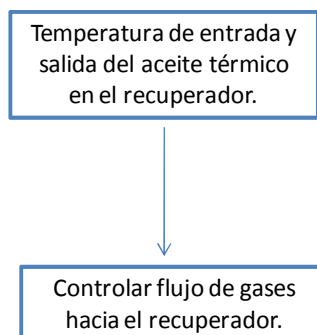 Temperatura de entrada y
salida del aceite térmico
en el recuperador.
Controlar flujo de gases
hacia el recuperador.